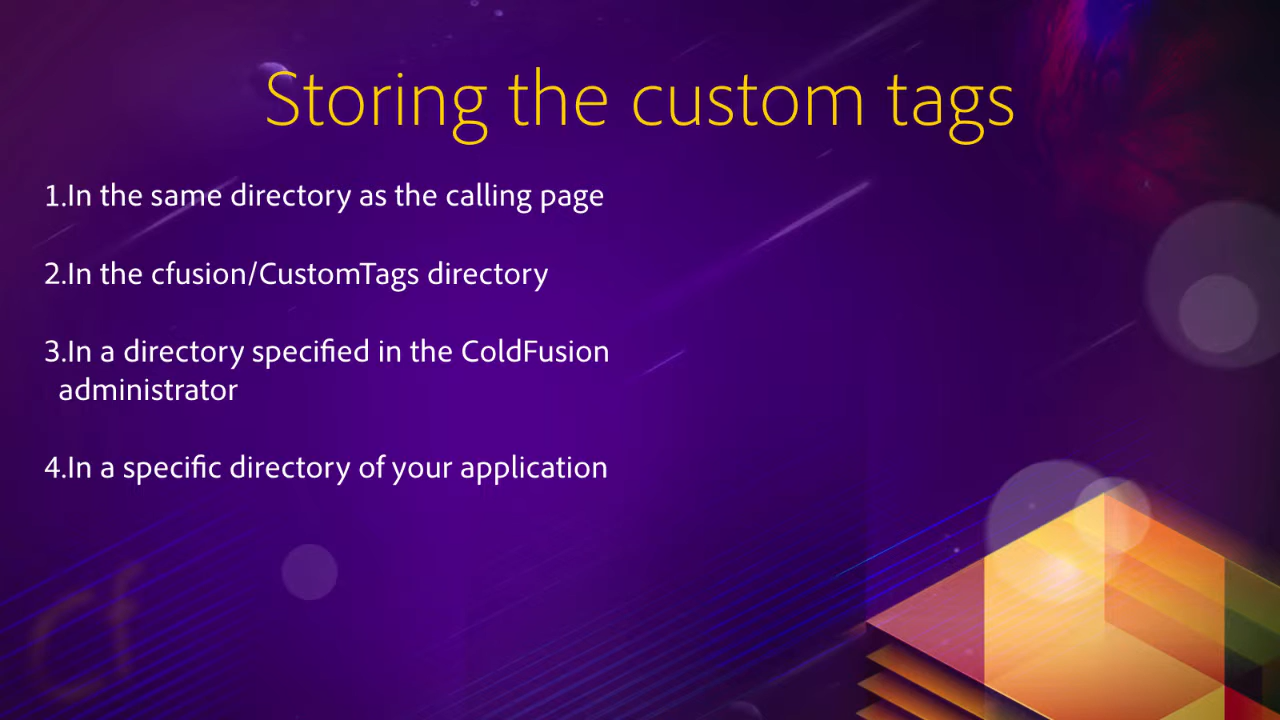 Storing the custom tags
1.In the same directory as the calling page
2.In the cfusion/CustomTags directory
3.In a directory specified in the ColdFusion
administrator
4.In a specific directory of your application
Cf